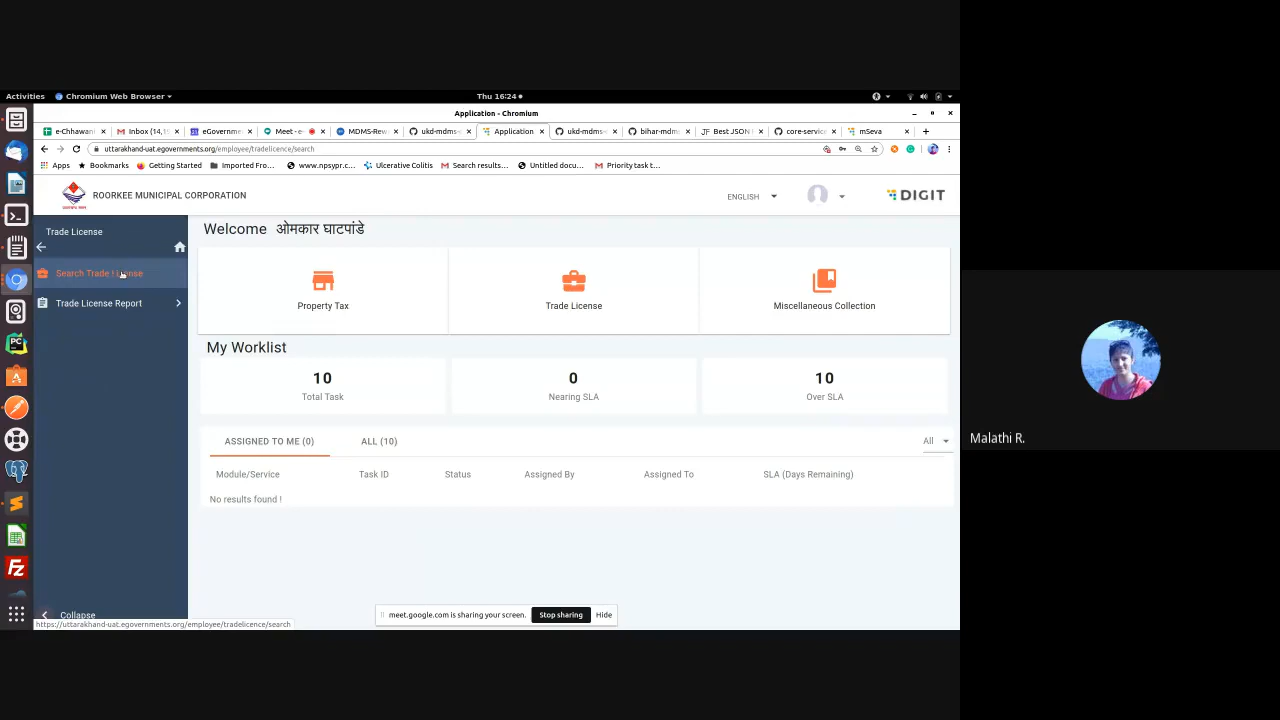 Activities Chromium Web Browser Thu 16:24
Application - Chromium
e-Chhawani Inbox (14,1 eGovernme Meet - e MDMS-Rew ukd-mdms- Application ukd-mdms- bihar-mdm JF Best JSON F core-service mSeva
uttarakhand-uat.egovernments.org/employee/tradelicence/search
Apps Bookmarks Getting Started Imported Fro... www.npsypr.c... Ulcerative Colitis Search results... Untitled docu... Priority task t...
ROORKEE MUNICIPAL CORPORATION ENGLISH DIGIT
Trade License
Search Trade License
Trade License Report
Welcome ओमकार घाटपांडे
Property Tax Trade License Miscellaneous Collection
My Worklist
10 0 10
Total Task Nearing SLA Over SLA
ASSIGNED TO ME (0) ALL (10) All
Module/Service Task ID Status Assigned By Assigned To SLA (Days Remaining)
No results found !
Collapse
meet.google.com is sharing your screen. Stop sharing Hide
https://uttarakhand-uat.egovernments.org/employee/tradelicence/search
PC
Fz
Malathi R.